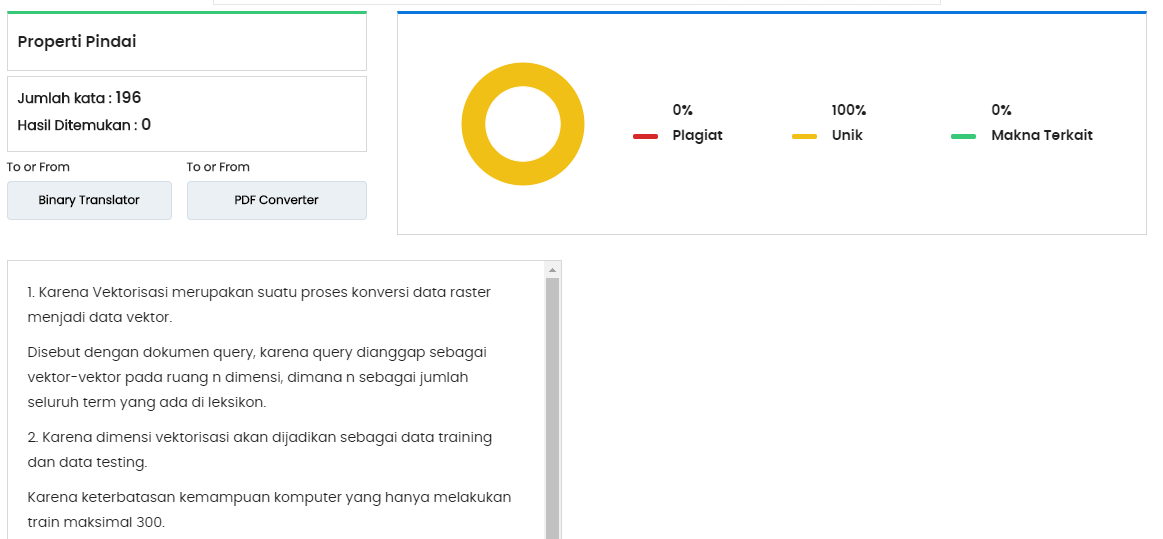 Properti Pindai
Jumlah kata : 196
Hasil Ditemukan : 0
To or From
Binary Translator
To or From
PDF Converter
0%
Plagiat
100%
Unik
0%
Makna Terkait
1. Karena Vektorisasi merupakan suatu proses konversi data raster
menjadi data vektor.
Disebut dengan dokumen query, karena query dianggap sebagai
vektor-vektor pada ruang n dimensi, dimana n sebagai jumlah
seluruh term yang ada di leksikon.
2. Karena dimensi vektorisasi akan dijadikan sebagai data training
dan data testing.
Karena keterbatasan kemampuan komputer yang hanya melakukan
train maksimal 300.